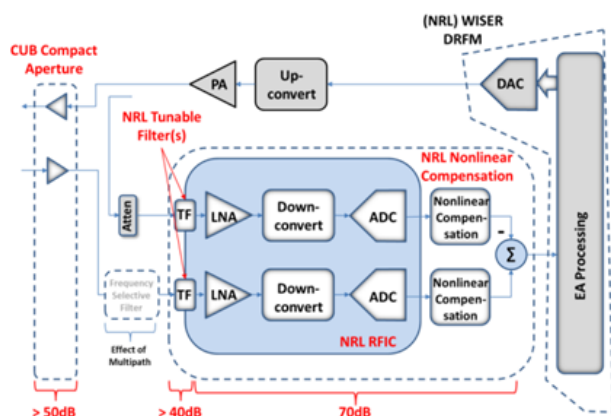 (NRL) WISER
DRFM
CUB Compact
Aperture
PA
Up-
convert
DAC
NRL Tunable
Filter(s)
NRL Nonlinear
Compensation
Atten
TF
LNA
Down-
convert
ADC
Nonlinear
Compen-
sation
-
Σ
EA Processing
Frequency
Selective
Filter
TF
LNA
Down-
convert
ADC
Nonlinear
Compen-
sation
Effect of
Multipath
NRL RFIC
> 50dB
> 40dB
70dB